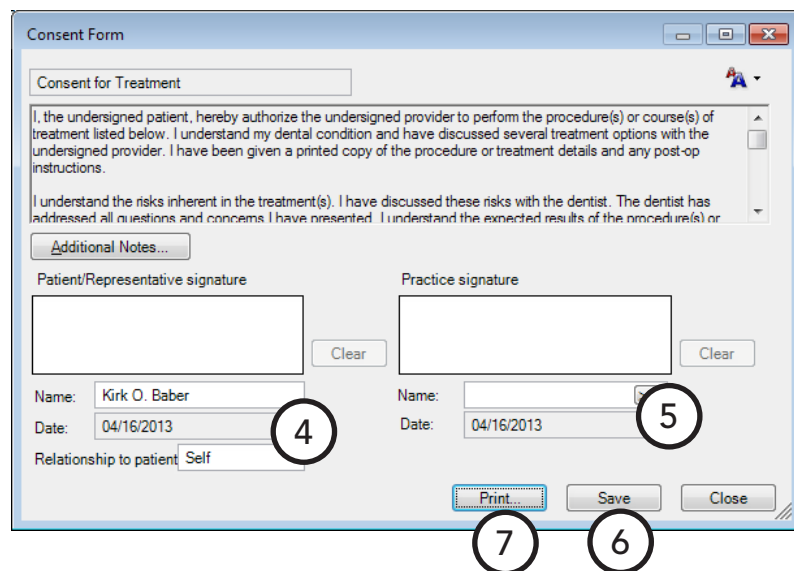 Consent Form
Consent for Treatment
I, the undersigned patient, hereby authorize the undersigned provider to perform the procedure(s) or course(s) of
treatment listed below. I understand my dental condition and have discussed several treatment options with the
undersigned provider. I have been given a printed copy of the procedure or treatment details and any post-op
instructions.
I understand the risks inherent in the treatment(s). I have discussed these risks with the dentist. The dentist has
addressed all questions and concerns I have presented. I understand the expected results of the procedure(s) or
Additional Notes...
Patient/Representative signature
Practice signature
Clear
Clear
Name: Kirk O. Baber
Name:
Date: 04/16/2013
4
Date: 04/16/2013
5
Relationship to patient Self
Print...
Save
Close
7
6